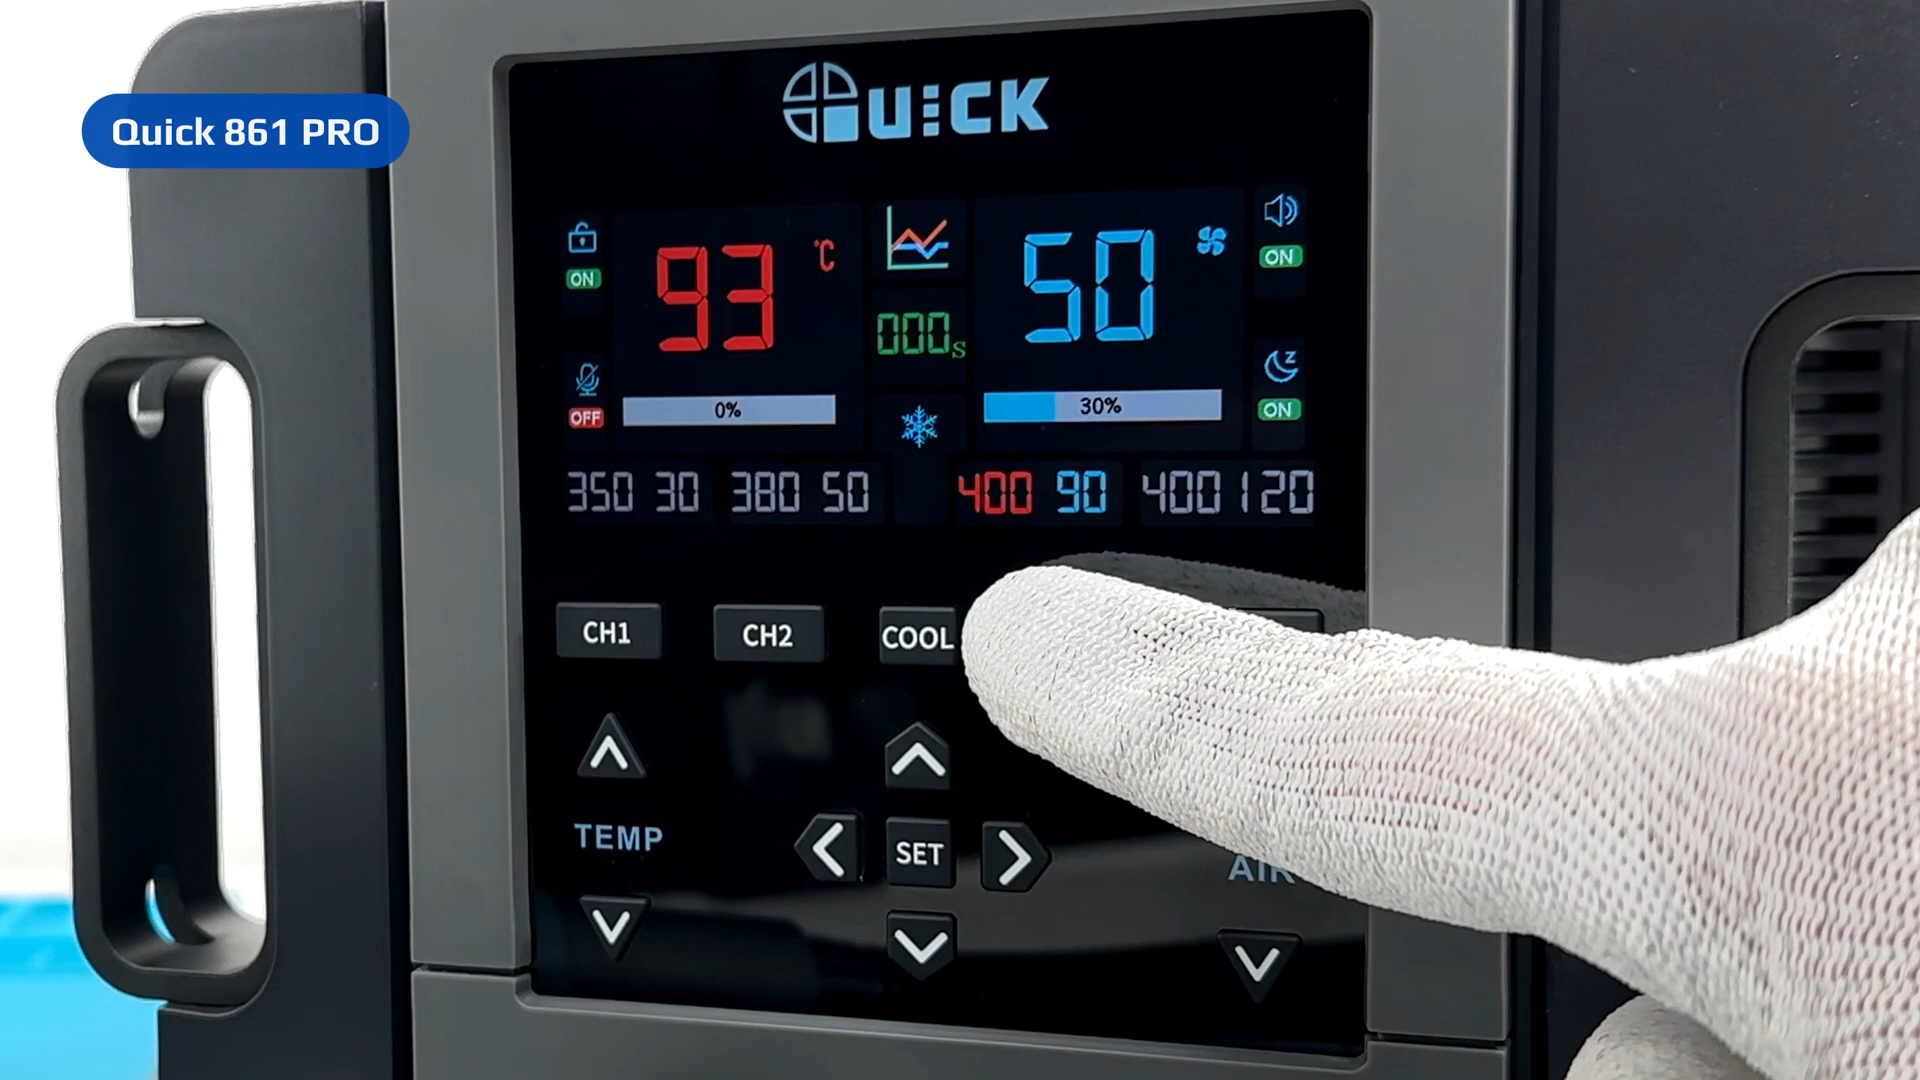 Quick 861 PRO
QUICK
ON
93 °C
000s
50
ON
OFF
0%
30%
ON
350 30
380 50
400 90
400 120
CH1
CH2
COOL
TEMP
SET
AIR